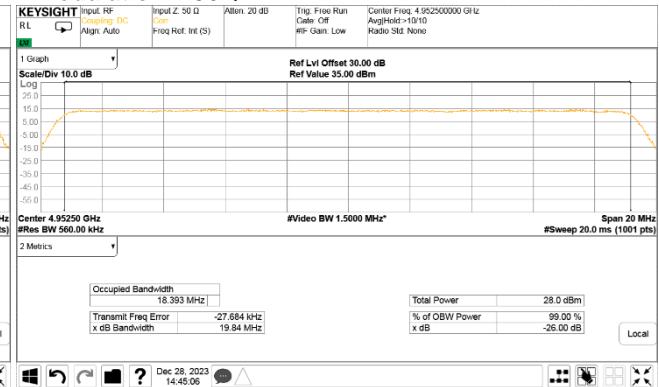 KEYSIGHT Input: RF Input Z: 50 Ω Atten: 20 dB Trig: Free Run Center Freq: 4.952500000 GHz
RL Coupling: DC Corr Gate: Off Avg|Hold:>10/10
Align: Auto Freq Ref: Int (S) #IF Gain: Low Radio Std: None
1 Graph
Ref Lvl Offset 30.00 dB
Scale/Div 10.0 dB Ref Value 35.00 dBm
Log
25.0
15.0
5.00
-5.00
-15.0
-25.0
-35.0
-45.0
-55.0
Hz Center 4.95250 GHz #Video BW 1.5000 MHz* Span 20 MHz
ts) #Res BW 560.00 kHz #Sweep 20.0 ms (1001 pts)
2 Metrics
Occupied Bandwidth
18.393 MHz Total Power 28.0 dBm
Transmit Freq Error -27.684 kHz % of OBW Power 99.00 %
x dB Bandwidth 19.84 MHz x dB -26.00 dB
Local
? Dec 28, 2023
14:45:06